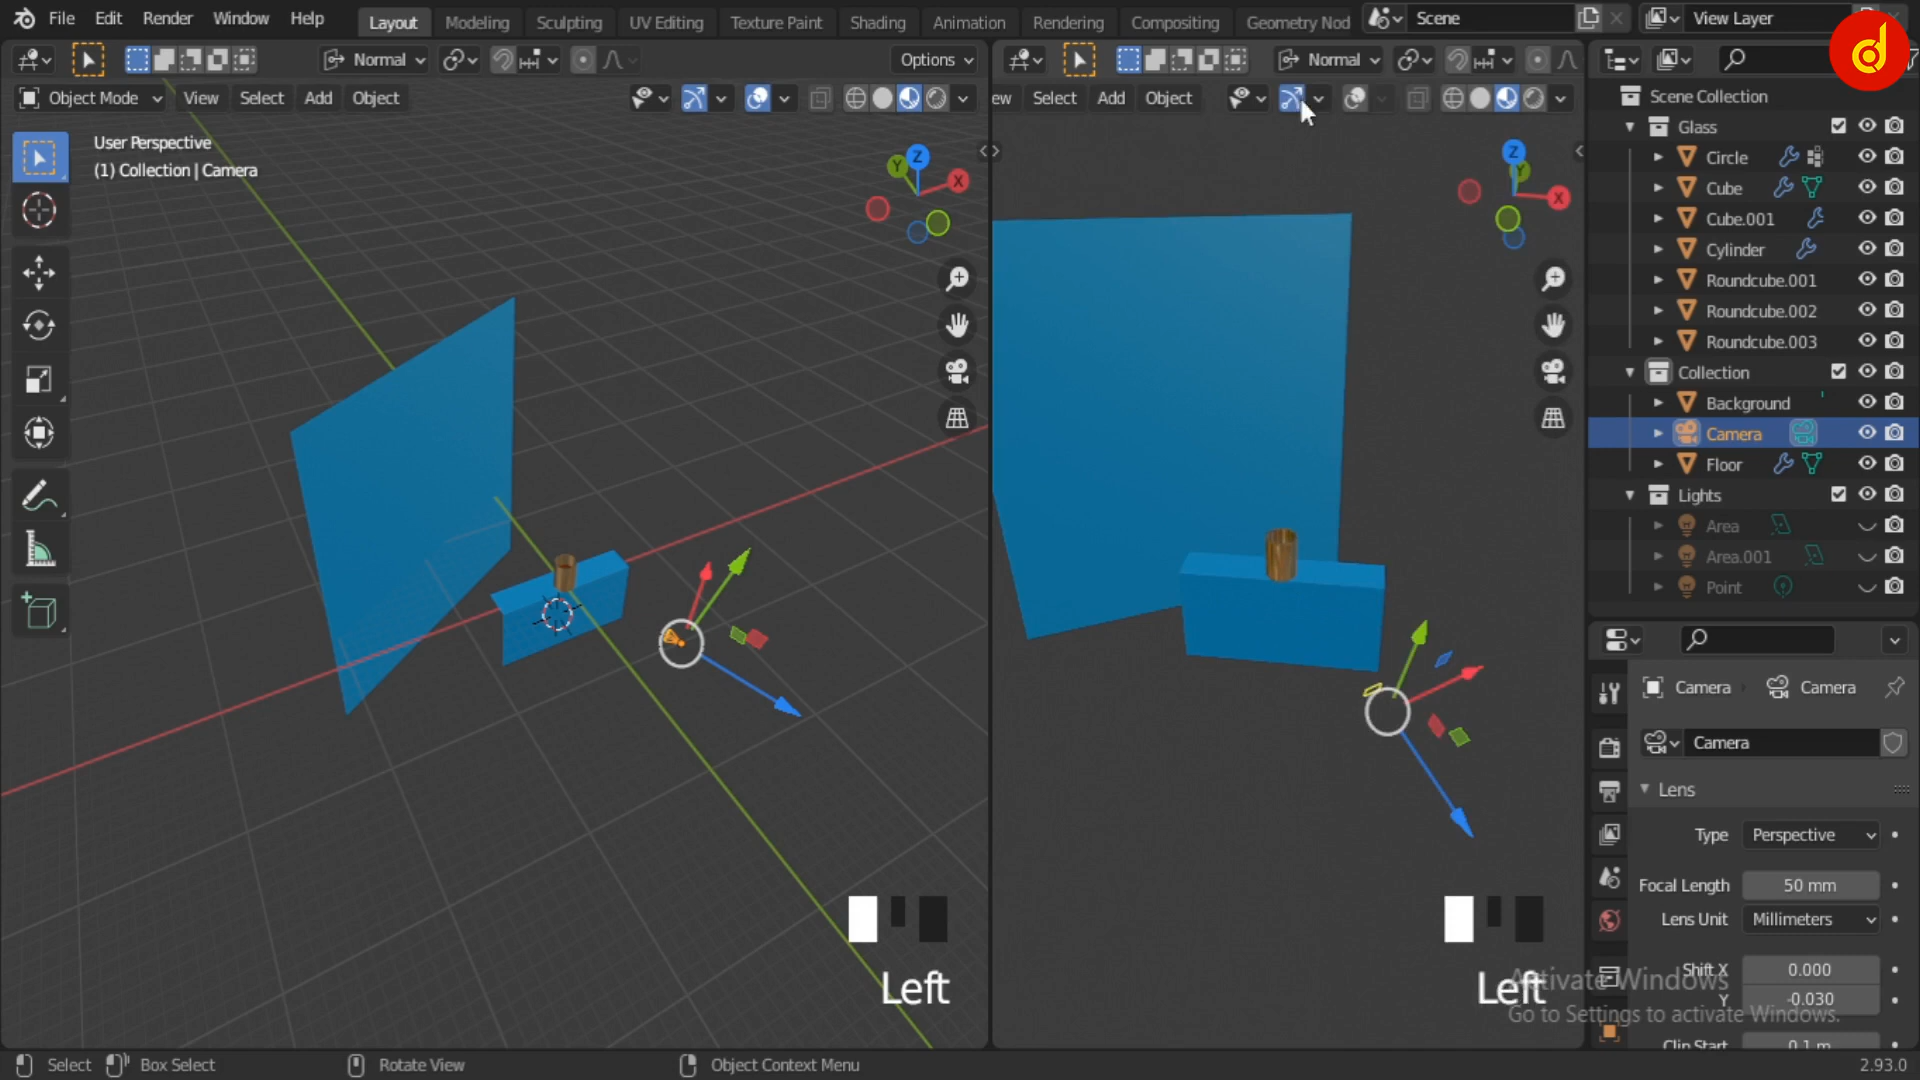 File Edit Render Window Help Layout Modeling Sculpting UV Editing Texture Paint Shading Animation Rendering Compositing Geometry Nod Scene View Layer
Normal Options Normal
Object Mode View Select Add Object ew Select Add Object
Scene Collection
Glass
Circle
Cube
Cube.001
Cylinder
Roundcube.001
Roundcube.002
Roundcube.003
Collection
Background
Camera
Floor
Lights
Area
Area.001
Point
User Perspective
(1) Collection | Camera
Z
Y
X
Z
Y
X
Camera Camera
Camera
Lens
Type Perspective
Focal Length 50 mm
Lens Unit Millimeters
Shift X 0.000
Y -0.030
Clip Start 0.1 m
Left
Left
Activate Windows
Go to Settings to activate Windows.
Select Box Select Rotate View Object Context Menu 2.93.0